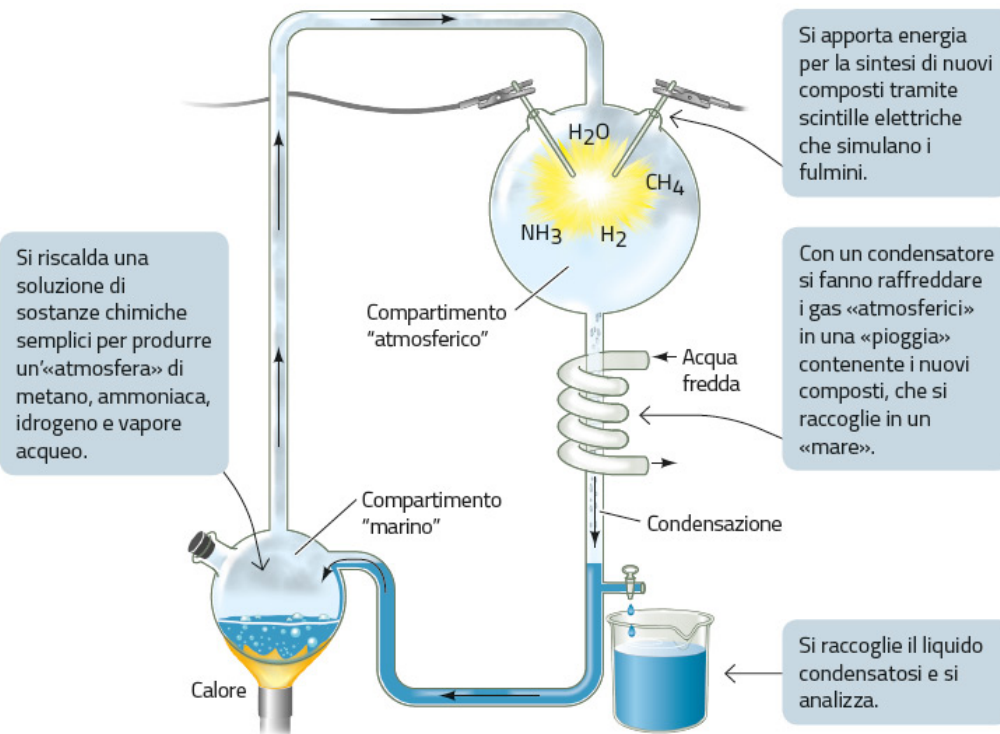 Si apporta energia
per la sintesi di nuovi
composti tramite
scintille elettriche
che simulano i
fulmini.
H2O
CH4
NH3
H2
Compartimento
"atmosferico"
Con un condensatore
si fanno raffreddare
i gas «atmosferici»
in una «pioggia»
contenente i nuovi
composti, che si
raccoglie in un
«mare».
Si riscalda una
soluzione di
sostanze chimiche
semplici per produrre
un'«atmosfera» di
metano, ammoniaca,
idrogeno e vapore
acqueo.
Acqua
fredda
Compartimento
"marino"
Condensazione
Calore
Si raccoglie il liquido
condensatosi e si
analizza.